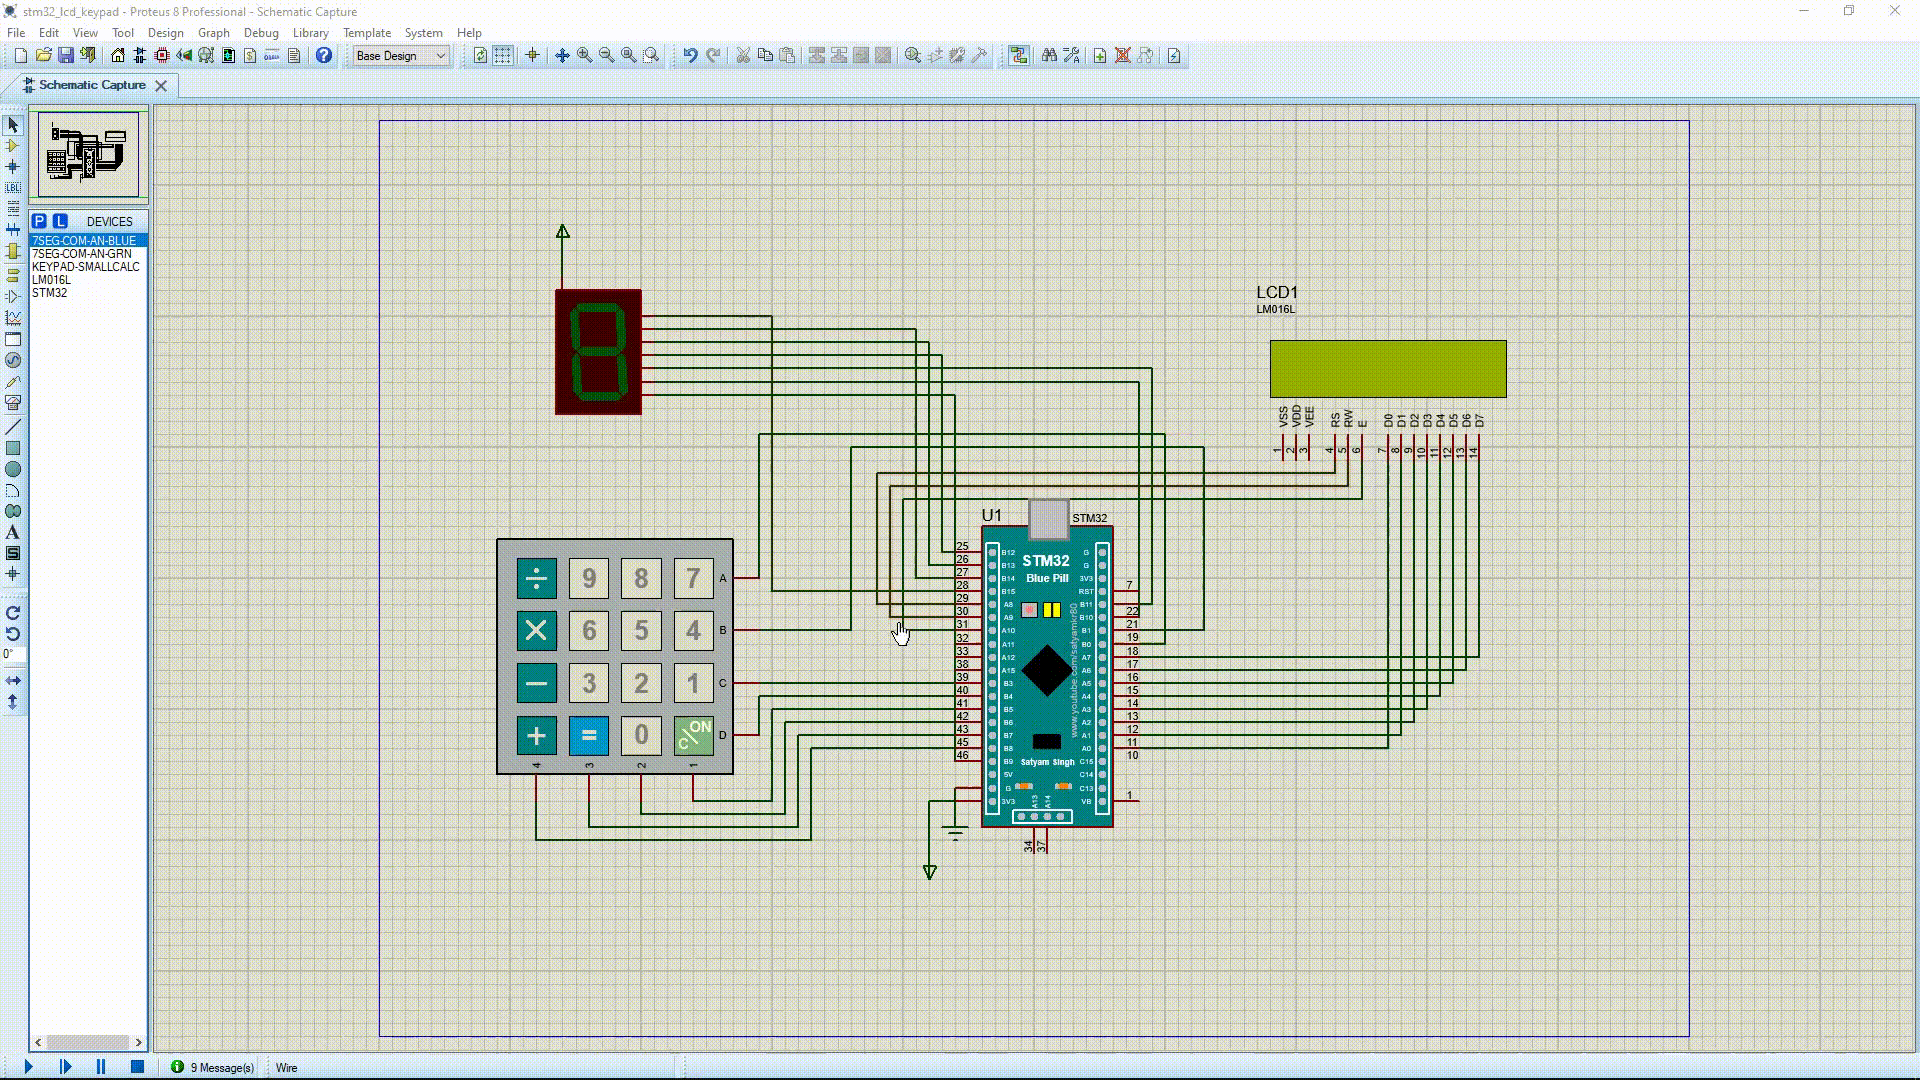 stm32_lcd_keypad - Proteus 8 Professional - Schematic Capture
File Edit View Tool Design Graph Debug Library Template System Help
Base Design
Schematic Capture
P L DEVICES
7SEG-COM-AN-BLUE
7SEG-COM-AN-GRN
KEYPAD-SMALLCALC
LM016L
STM32
LBL
A
S
0°
LCD1
LM016L
VSS VDD VEE RS RW E D0 D1 D2 D3 D4 D5 D6 D7
1 2 3 4 5 6 7 8 9 10 11 12 13 14
÷ 9 8 7 A
× 6 5 4 B
− 3 2 1 C
+ = 0 ON/C D
4 3 2 1
U1 STM32
STM32
Blue Pill
www.youtube.com/satyamkr80
Satyam Singh
25 B12 G
26 B13 G
27 B14 3V3
28 B15 RST 7
29 A8 B11
30 A9 B10 22
31 A10 B1 21
32 A11 B0 19
33 A12 A7 18
38 A15 A6 17
39 B3 A5 16
40 B4 A4 15
41 B5 A3 14
42 B6 A2 13
43 B7 A1 12
45 B8 A0 11
46 B9 C15 10
5V C14
G C13
3V3 VB 1
A13 A14
34 37
9 Message(s) Wire